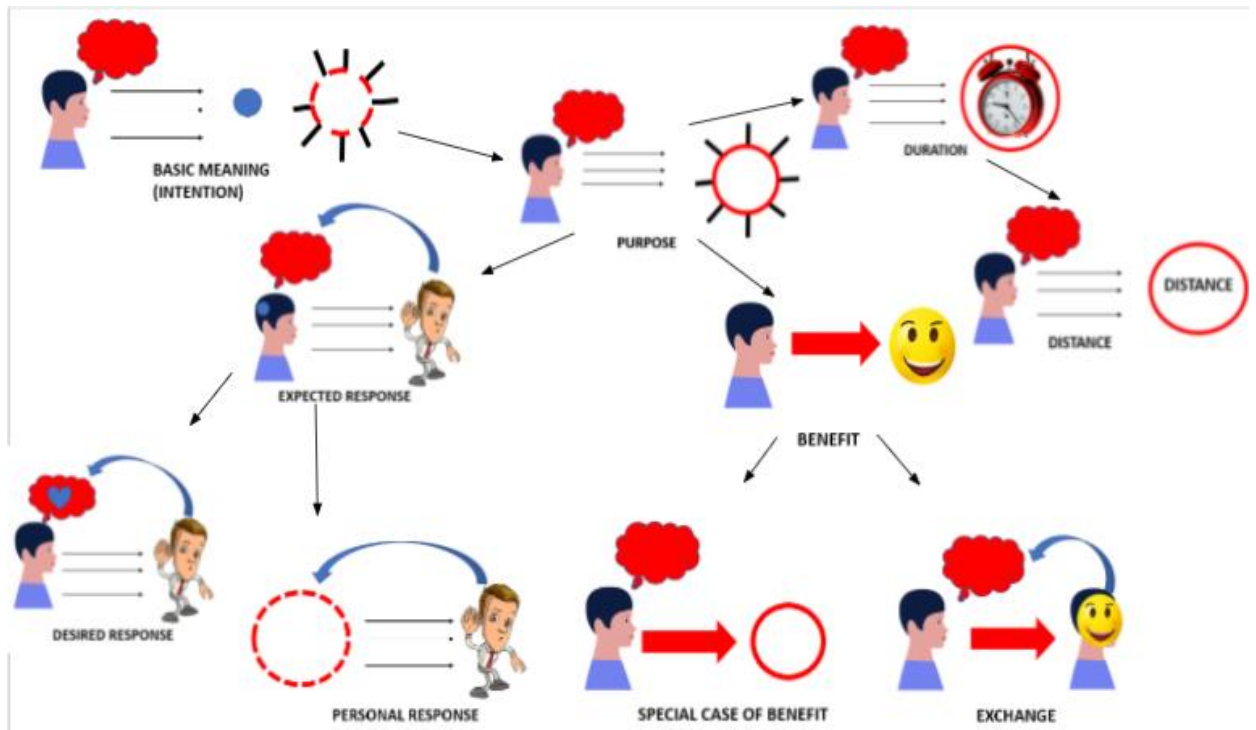 BASIC MEANING
(INTENTION)
PURPOSE
DURATION
DISTANCE
DISTANCE
EXPECTED RESPONSE
BENEFIT
DESIRED RESPONSE
PERSONAL RESPONSE
SPECIAL CASE OF BENEFIT
EXCHANGE